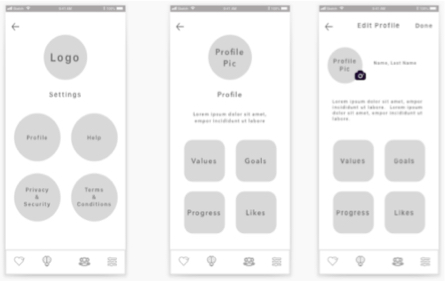 Logo
Settings
Profile
Help
Privacy
&
Security
Terms
&
Conditions
Profile
Pic
Profile
Lorem ipsum dolor sit amet,
empor incididunt ut labore
Values
Goals
Progress
Likes
Edit Profile
Done
Profile
Pic
Name, Last Name
Lorem ipsum dolor sit amet, empor
incididunt ut labore Lorem ipsum
dolor sit amet, empor incididunt ut
labore
Values
Goals
Progress
Likes